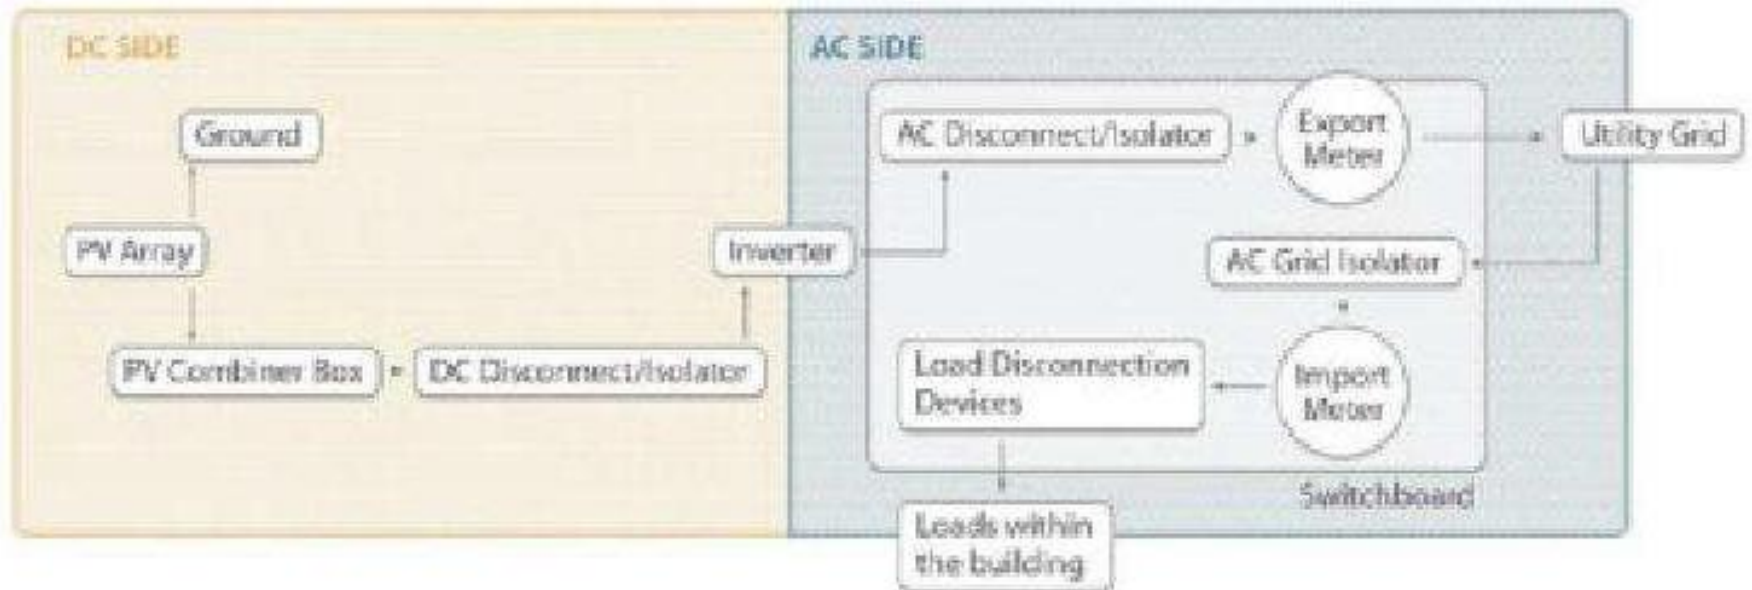 DC SIDE
AC SIDE
Ground
AC Disconnect/Isolator
Export
Meter
Utility Grid
PV Array
Inverter
AC Grid Isolator
PV Combiner Box
DC Disconnect/Isolator
Load Disconnection
Devices
Import
Meter
Switchboard
Loads within
the building